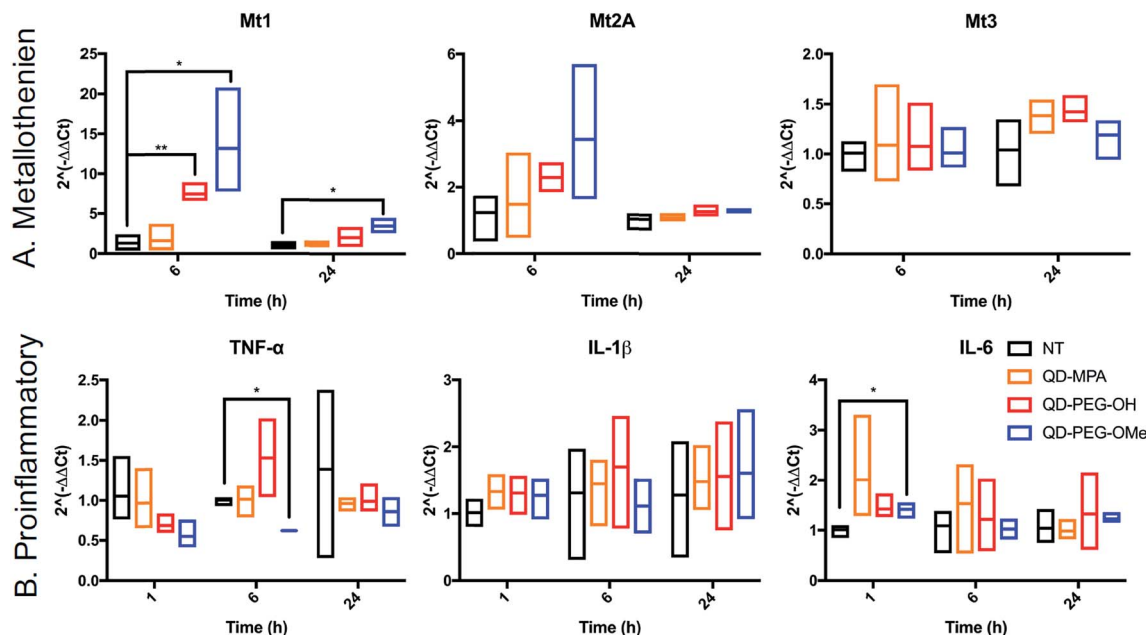 A. Metallothenien
Mt1
2^(-ΔΔCt)
25
20
15
10
5
0
*
**
*
6
24
Time (h)
Mt2A
2^(-ΔΔCt)
6
4
2
0
6
24
Time (h)
Mt3
2^(-ΔΔCt)
2.0
1.5
1.0
0.5
0.0
6
24
Time (h)
B. Proinflammatory
TNF-α
2^(-ΔΔCt)
2.5
2.0
1.5
1.0
0.5
0.0
*
1
6
24
Time (h)
IL-1β
2^(-ΔΔCt)
3
2
1
0
1
6
24
Time (h)
IL-6
2^(-ΔΔCt)
4
3
2
1
0
*
1
6
24
Time (h)
NT
QD-MPA
QD-PEG-OH
QD-PEG-OMe